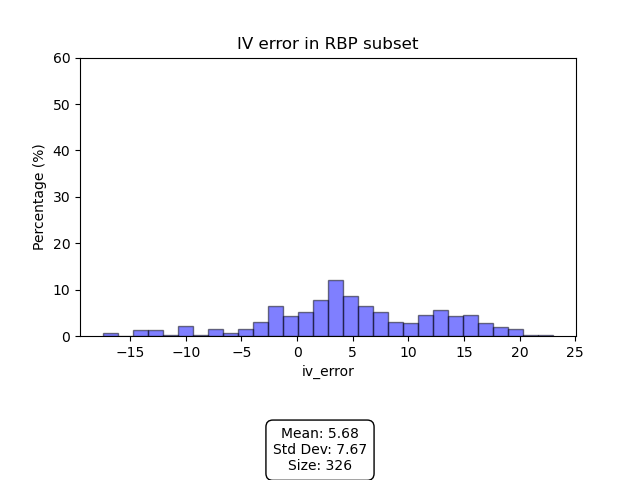 IV error in RBP subset
60
50
40
30
20
10
0
Percentage (%)
−15 −10 −5 0 5 10 15 20 25
iv_error
Mean: 5.68
Std Dev: 7.67
Size: 326